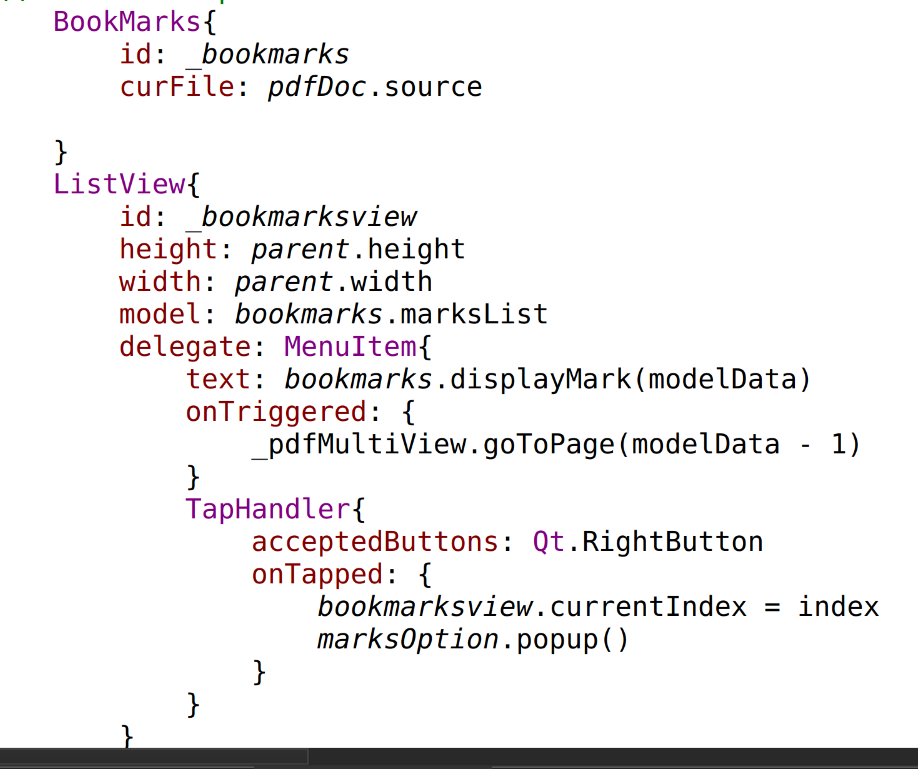 BookMarks{
id: _bookmarks
curFile: pdfDoc.source
}
ListView{
id: _bookmarksview
height: parent.height
width: parent.width
model: bookmarks.marksList
delegate: MenuItem{
text: bookmarks.displayMark(modelData)
onTriggered: {
_pdfMultiView.goToPage(modelData - 1)
}
TapHandler{
acceptedButtons: Qt.RightButton
onTapped: {
bookmarksview.currentIndex = index
marksOption.popup()
}
}
}